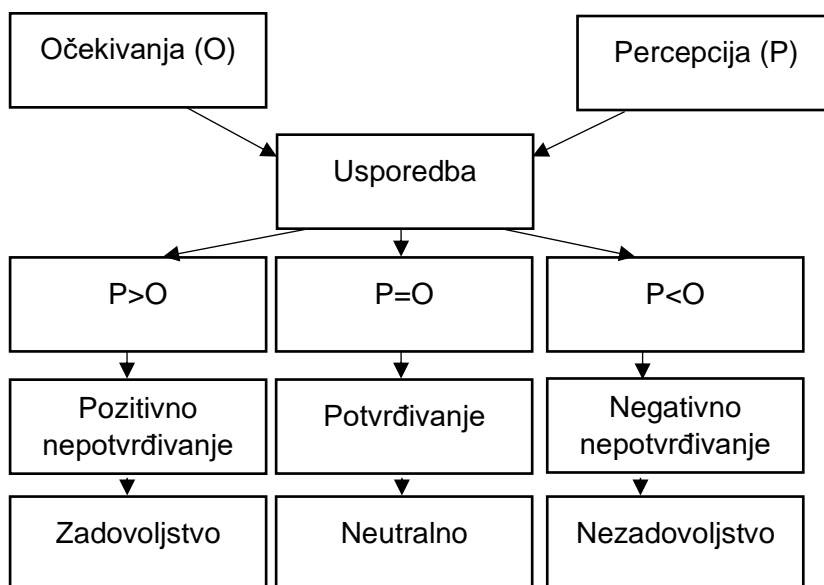 Očekivanja (O)
Percepcija (P)
Usporedba
P>O
P=O
P<O
Pozitivno
nepotvrđivanje
Potvrđivanje
Negativno
nepotvrđivanje
Zadovoljstvo
Neutralno
Nezadovoljstvo